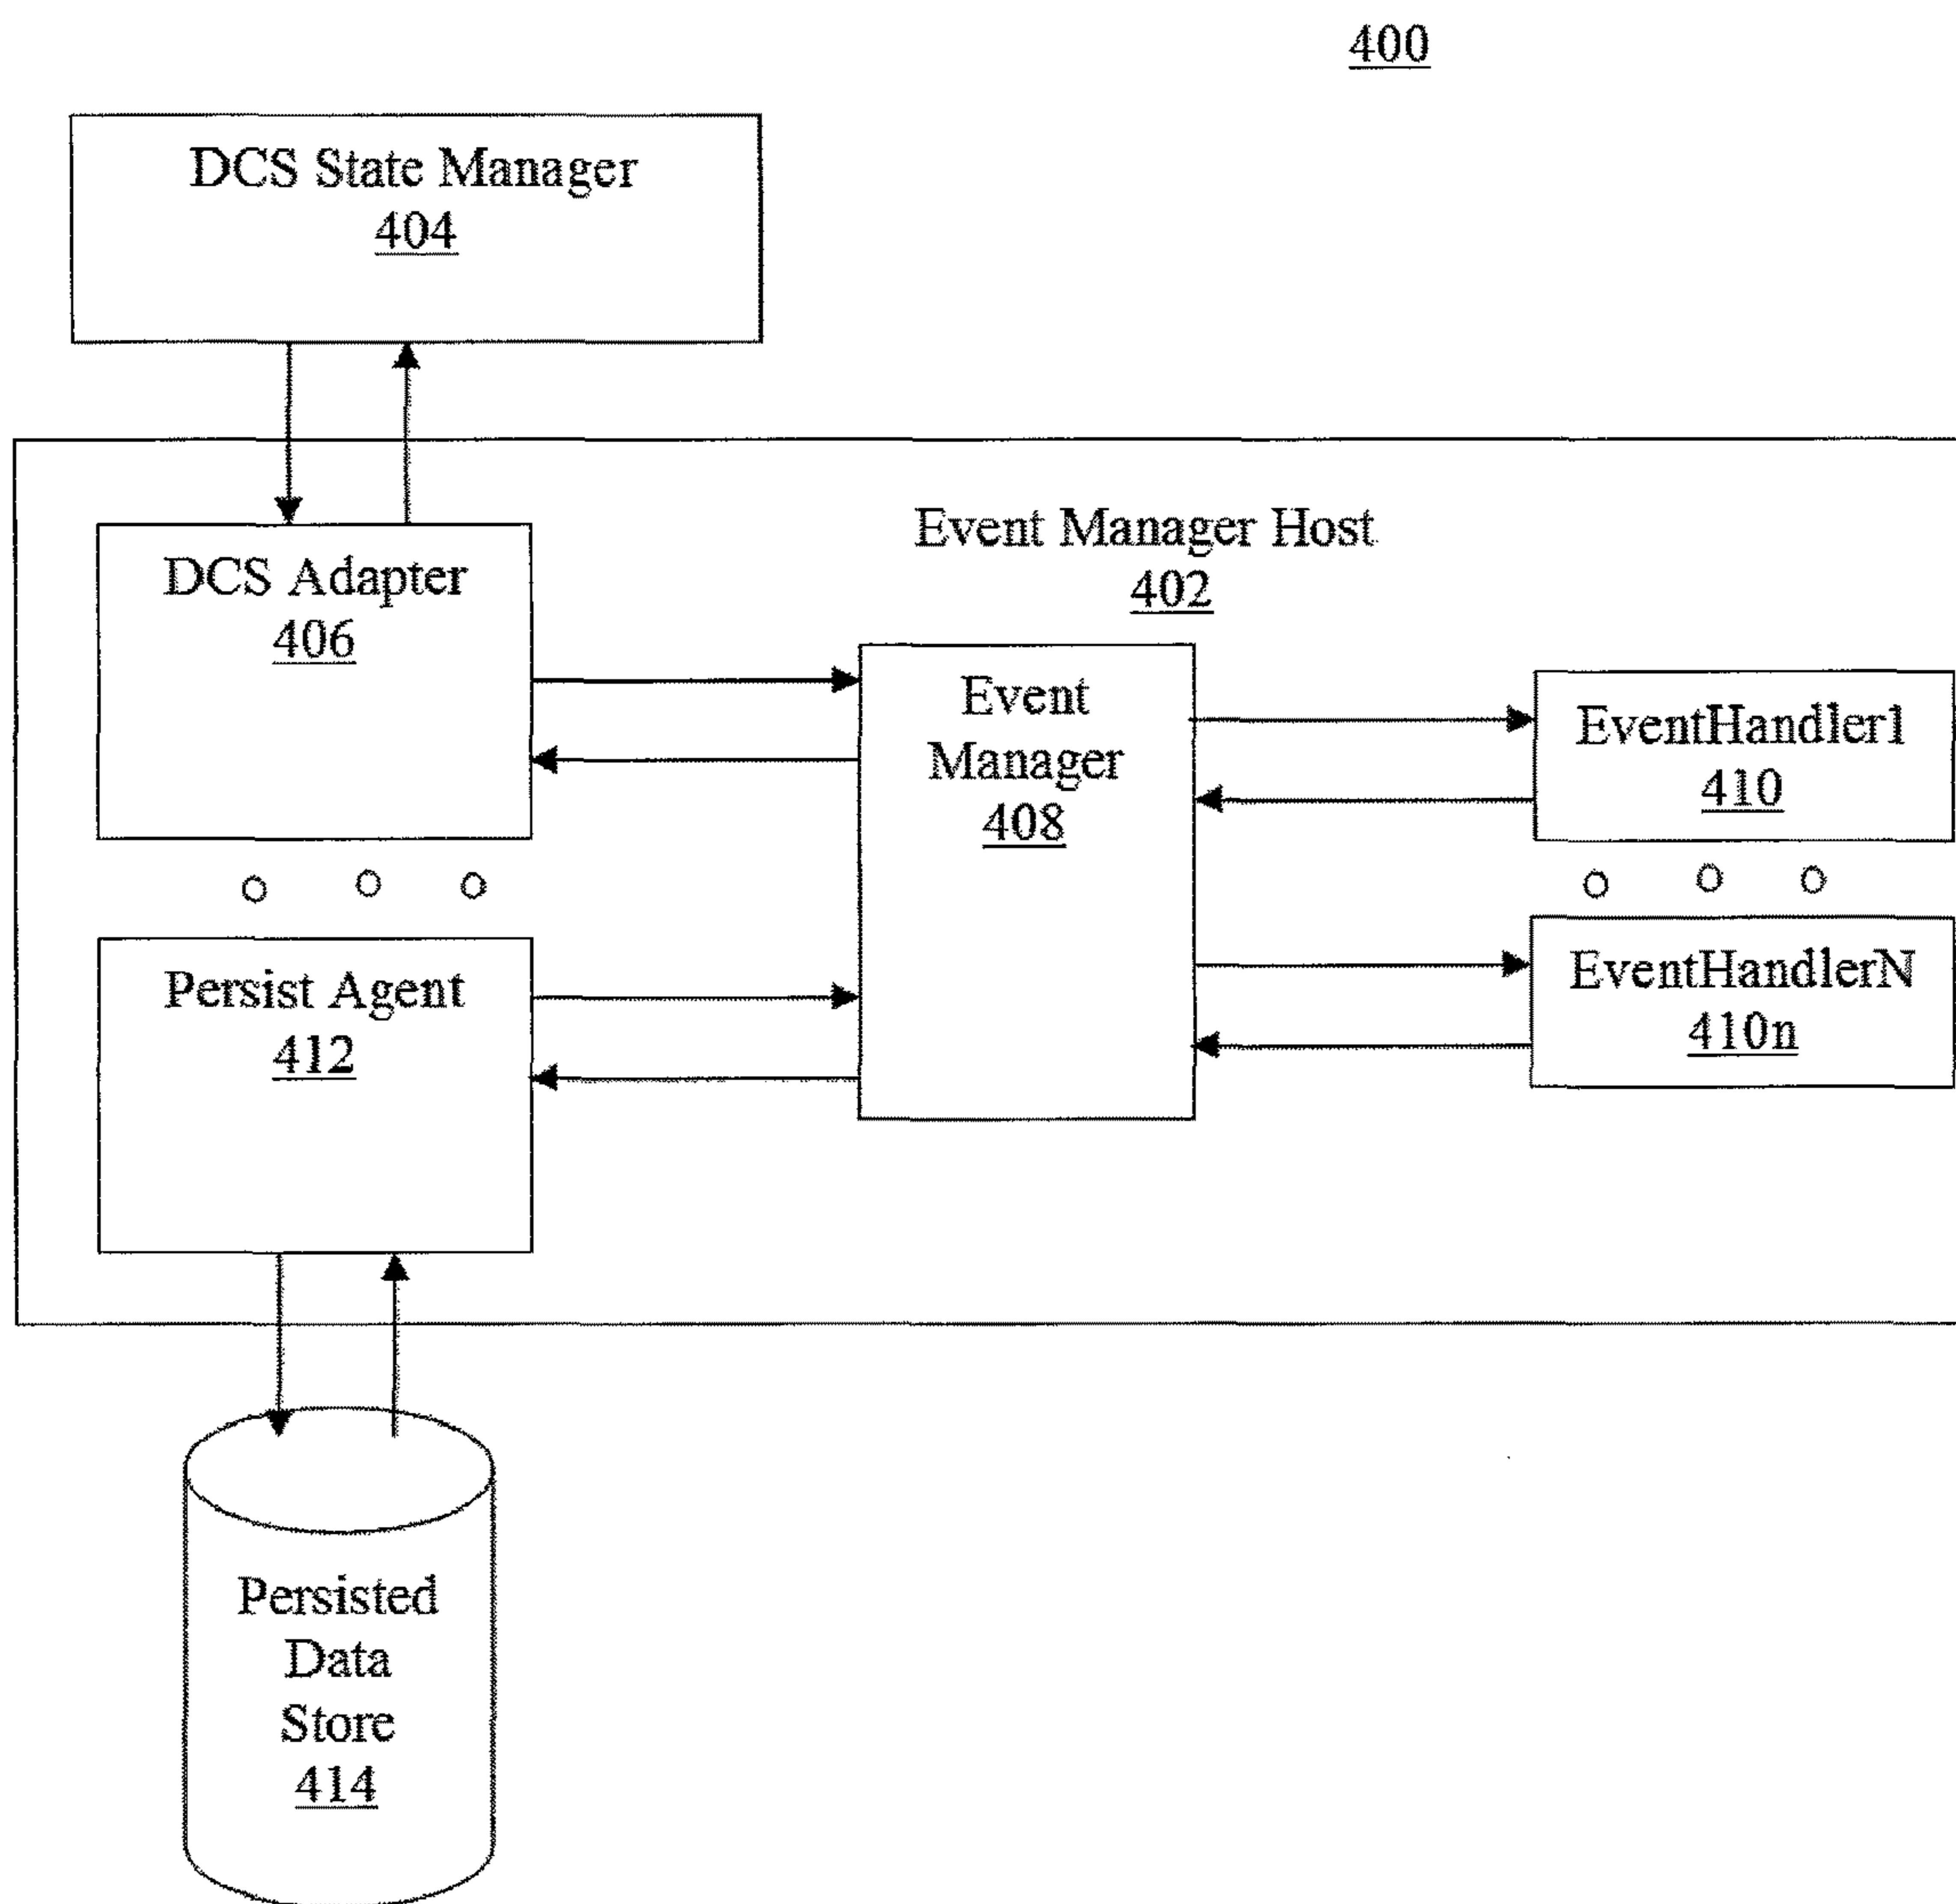 400
DCS State Manager
404
Event Manager Host
402
DCS Adapter
406
Event
Manager
408
EventHandler1
410
Persist Agent
412
EventHandlerN
410n
Persisted
Data
Store
414